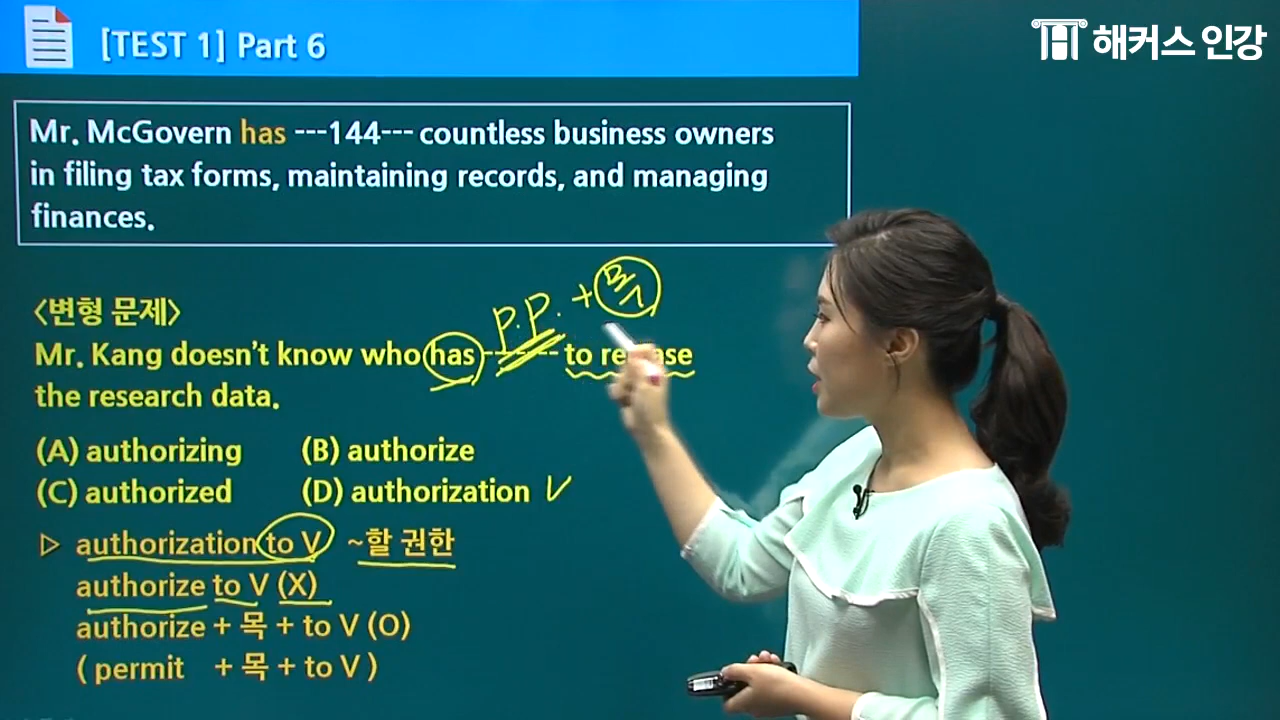 [TEST 1] Part 6
해커스 인강
Mr. McGovern has ---144--- countless business owners
in filing tax forms, maintaining records, and managing
finances.
<변형 문제>
p.p. + 목
Mr. Kang doesn't know who has ------ to release
the research data.
(A) authorizing (B) authorize
(C) authorized (D) authorization V
▷ authorization to V ~할 권한
authorize to V (X)
authorize + 목 + to V (O)
( permit + 목 + to V )